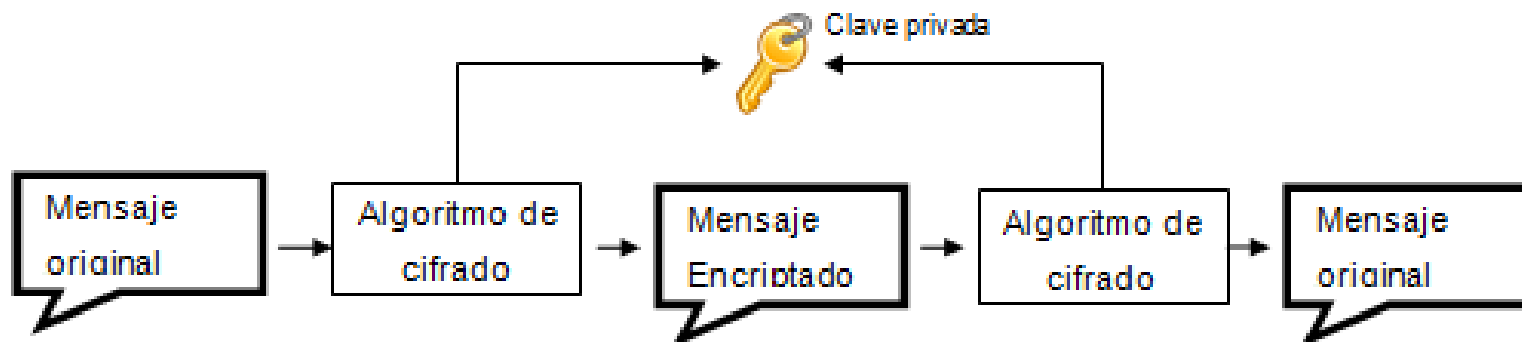 Clave privada
Mensaje
original
Algoritmo de
cifrado
Mensaje
Encriptado
Algoritmo de
cifrado
Mensaje
original